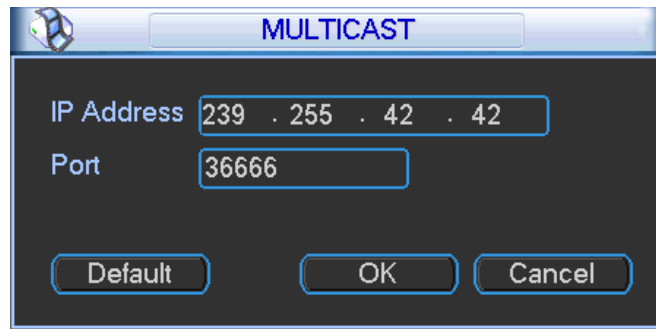 MULTICAST
IP Address 239 . 255 . 42 . 42
Port 36666
Default OK Cancel